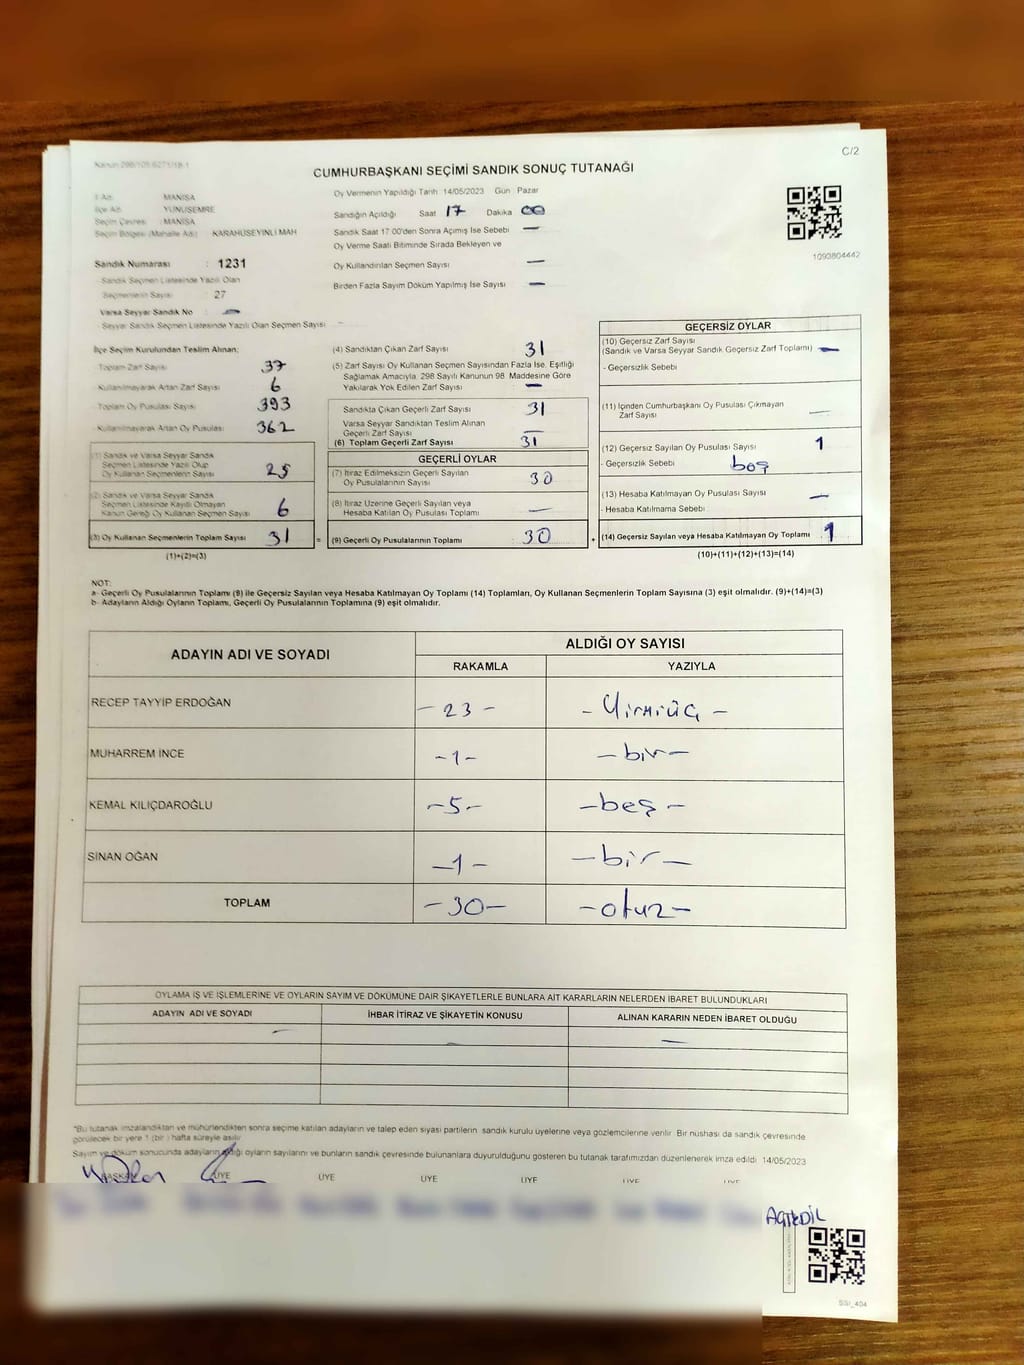 Kanun 298/105 6271/18-1
C/2
CUMHURBAŞKANI SEÇİMİ SANDIK SONUÇ TUTANAĞI
İl Adı : MANİSA
İlçe Adı : YUNUSEMRE
Seçim Çevresi : MANİSA
Seçim Bölgesi (Mahalle Adı) : KARAHÜSEYİNLİ MAH
Sandık Numarası : 1231
Sandık Seçmen Listesinde Yazılı Olan
Seçmenlerin Sayısı : 27
Varsa Seyyar Sandık No : —
Seyyar Sandık Seçmen Listesinde Yazılı Olan Seçmen Sayısı : —
Oy Vermenin Yapıldığı Tarih 14/05/2023 Gün : Pazar
Sandığın Açıldığı Saat 17 Dakika 00
Sandık Saat 17:00'den Sonra Açımış İse Sebebi —
Oy Verme Saati Bitiminde Sırada Bekleyen ve
Oy Kullandırılan Seçmen Sayısı —
Birden Fazla Sayım Döküm Yapılmış İse Sayısı —
1090804442
İlçe Seçim Kurulundan Teslim Alınan;
Toplam Zarf Sayısı 37
Kullanılmayarak Artan Zarf Sayısı 6
Toplam Oy Pusulası Sayısı 393
Kullanılmayarak Artan Oy Pusulası 362
(1) Sandık ve Varsa Seyyar Sandık
Seçmen Listesinde Yazılı Olup
Oy Kullanan Seçmenlerin Sayısı 25
(2) Sandık ve Varsa Seyyar Sandık
Seçmen Listesinde Kayıtlı Olmayan
Kanun Gereği Oy Kullanan Seçmen Sayısı 6
(3) Oy Kullanan Seçmenlerin Toplam Sayısı 31 =
(1)+(2)=(3)
(4) Sandıktan Çıkan Zarf Sayısı 31
(5) Zarf Sayısı Oy Kullanan Seçmen Sayısından Fazla İse, Eşitliği
Sağlamak Amacıyla, 298 Sayılı Kanunun 98. Maddesine Göre
Yakılarak Yok Edilen Zarf Sayısı —
Sandıkta Çıkan Geçerli Zarf Sayısı 31
Varsa Seyyar Sandıktan Teslim Alınan
Geçerli Zarf Sayısı —
(6) Toplam Geçerli Zarf Sayısı 31
GEÇERLİ OYLAR
(7) İtiraz Edilmeksizin Geçerli Sayılan
Oy Pusulalarının Sayısı 30
(8) İtiraz Üzerine Geçerli Sayılan veya
Hesaba Katılan Oy Pusulası Toplamı —
(9) Geçerli Oy Pusulalarının Toplamı : 30 +
GEÇERSİZ OYLAR
(10) Geçersiz Zarf Sayısı
(Sandık ve Varsa Seyyar Sandık Geçersiz Zarf Toplamı) —
- Geçersizlik Sebebi
(11) İçinden Cumhurbaşkanı Oy Pusulası Çıkmayan
Zarf Sayısı —
(12) Geçersiz Sayılan Oy Pusulası Sayısı 1
- Geçersizlik Sebebi boş
(13) Hesaba Katılmayan Oy Pusulası Sayısı —
- Hesaba Katılmama Sebebi
(14) Geçersiz Sayılan veya Hesaba Katılmayan Oy Toplamı 1
(10)+(11)+(12)+(13)=(14)
NOT:
a- Geçerli Oy Pusulalarının Toplamı (9) ile Geçersiz Sayılan veya Hesaba Katılmayan Oy Toplamı (14) Toplamları, Oy Kullanan Seçmenlerin Toplam Sayısına (3) eşit olmalıdır. (9)+(14)=(3)
b- Adayların Aldığı Oyların Toplamı, Geçerli Oy Pusulalarının Toplamına (9) eşit olmalıdır.
ADAYIN ADI VE SOYADI ALDIĞI OY SAYISI
RAKAMLA YAZIYLA
RECEP TAYYİP ERDOĞAN -23- -Yirmiüç-
MUHARREM İNCE -1- -bir-
KEMAL KILIÇDAROĞLU -5- -beş-
SİNAN OĞAN -1- -bir-
TOPLAM -30- -otuz-
OYLAMA İŞ VE İŞLEMLERİNE VE OYLARIN SAYIM VE DÖKÜMÜNE DAİR ŞİKAYETLERLE BUNLARA AİT KARARLARIN NELERDEN İBARET BULUNDUKLARI
ADAYIN ADI VE SOYADI İHBAR İTİRAZ VE ŞİKAYETİN KONUSU ALINAN KARARIN NEDEN İBARET OLDUĞU
— — —
*Bu tutanak imzalandıktan ve mühürlendikten sonra seçime katılan adayların ve talep eden siyasi partilerin sandık kurulu üyelerine veya gözlemcilerine verilir. Bir nüshası da sandık çevresinde
görülecek bir yere 1 (bir) hafta süreyle asılır.
Sayım ve döküm sonucunda adayların aldığı oyların sayılarını ve bunların sandık çevresinde bulunanlara duyurulduğunu gösteren bu tutanak tarafımızdan düzenlenerek imza edildi. 14/05/2023
BAŞKAN ÜYE ÜYE ÜYE ÜYE ÜYE ÜYE
SSI_404